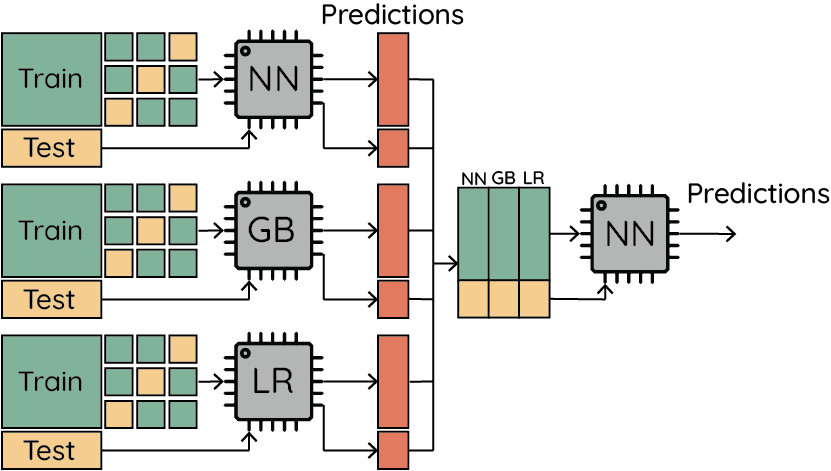 Predictions
Train
NN
Test
Train
GB
Test
Train
LR
Test
NN GB LR
NN
Predictions